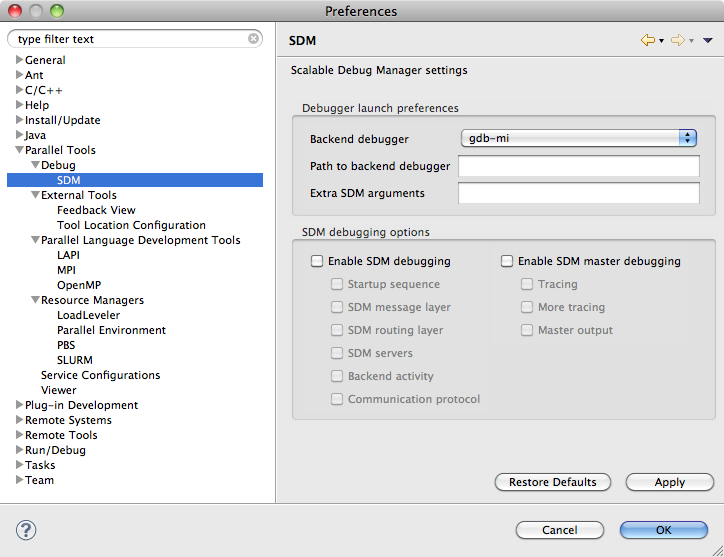 Preferences
type filter text
General
Ant
C/C++
Help
Install/Update
Java
Parallel Tools
Debug
SDM
External Tools
Feedback View
Tool Location Configuration
Parallel Language Development Tools
LAPI
MPI
OpenMP
Resource Managers
LoadLeveler
Parallel Environment
PBS
SLURM
Service Configurations
Viewer
Plug-in Development
Remote Systems
Remote Tools
Run/Debug
Tasks
Team
SDM
Scalable Debug Manager settings
Debugger launch preferences
Backend debugger gdb-mi
Path to backend debugger
Extra SDM arguments
SDM debugging options
Enable SDM debugging
Startup sequence
SDM message layer
SDM routing layer
SDM servers
Backend activity
Communication protocol
Enable SDM master debugging
Tracing
More tracing
Master output
Restore Defaults Apply
? Cancel OK